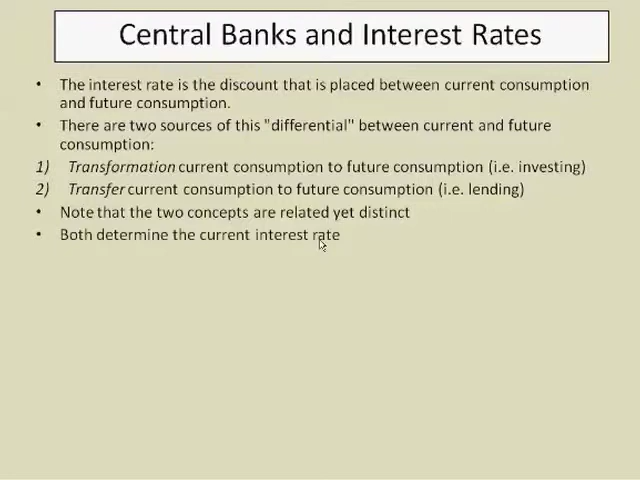 Central Banks and Interest Rates
• The interest rate is the discount that is placed between current consumption
and future consumption.
• There are two sources of this "differential" between current and future
consumption:
1) Transformation current consumption to future consumption (i.e. investing)
2) Transfer current consumption to future consumption (i.e. lending)
• Note that the two concepts are related yet distinct
• Both determine the current interest rate